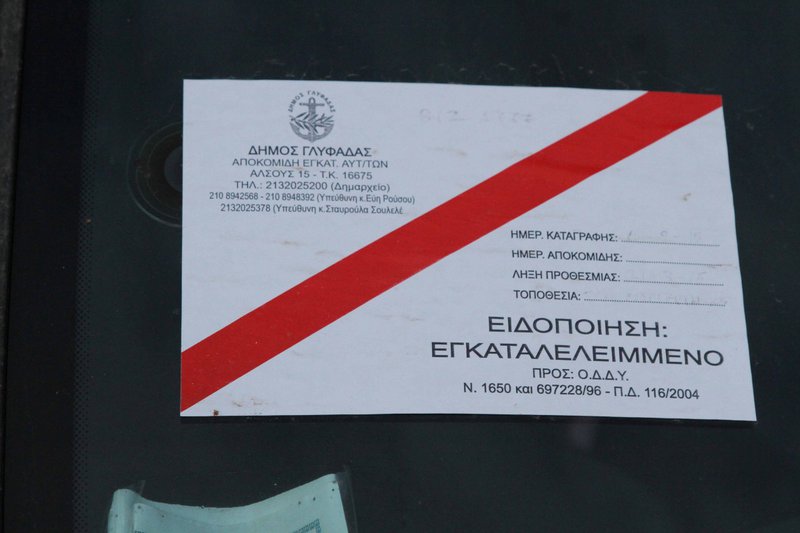 ΔΗΜΟΣ ΓΛΥΦΑΔΑΣ
ΔΗΜΟΣ ΓΛΥΦΑΔΑΣ
ΑΠΟΚΟΜΙΔΗ ΕΓΚΑΤ. ΑΥΤ/ΤΩΝ
ΑΛΣΟΥΣ 15 - Τ.Κ. 16675
ΤΗΛ.: 2132025200 (Δημαρχείο)
210 8942568 - 210 8948392 (Υπεύθυνη κ.Εύη Ρούσου)
2132025378 (Υπεύθυνη κ.Σταυρούλα Σουλελέ
ΗΜΕΡ. ΚΑΤΑΓΡΑΦΗΣ:
ΗΜΕΡ. ΑΠΟΚΟΜΙΔΗΣ:
ΛΗΞΗ ΠΡΟΘΕΣΜΙΑΣ:
ΤΟΠΟΘΕΣΙΑ:
ΕΙΔΟΠΟΙΗΣΗ:
ΕΓΚΑΤΑΛΕΛΕΙΜΜΕΝΟ
ΠΡΟΣ: Ο.Δ.Δ.Υ.
Ν. 1650 και 697228/96 - Π.Δ. 116/2004